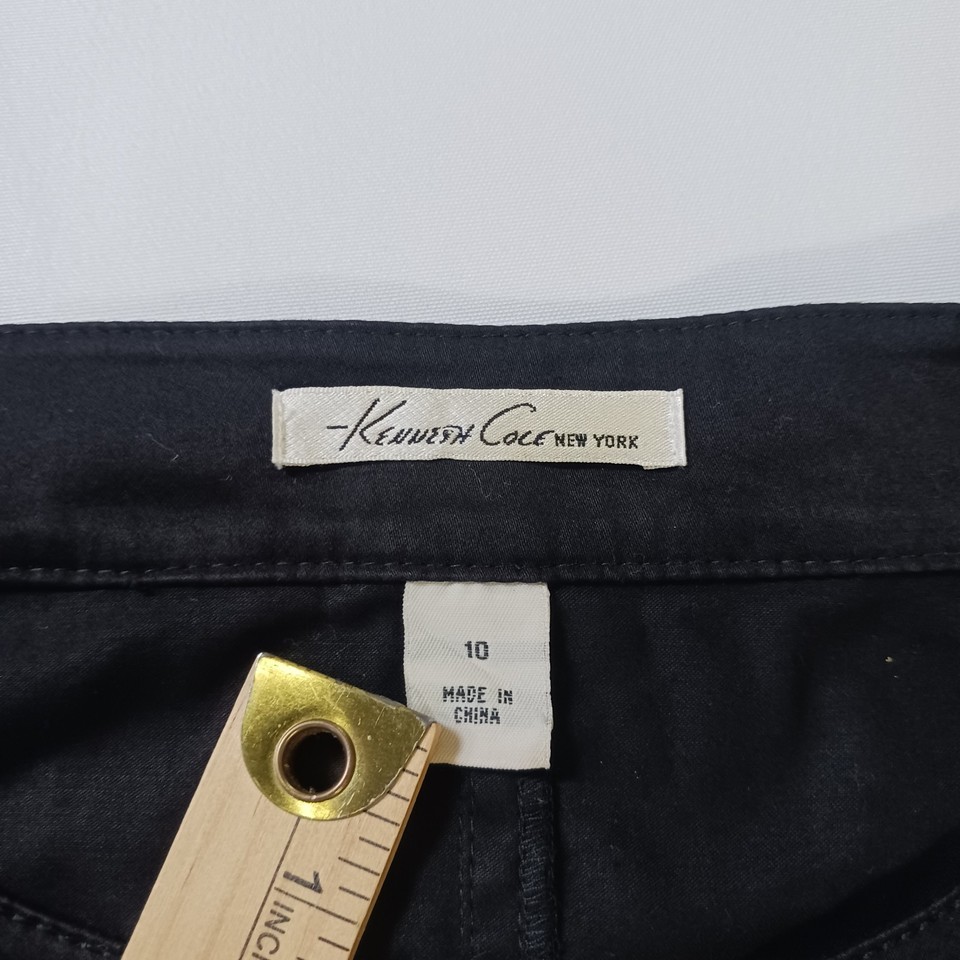 Kenneth Cole NEW YORK
10
MADE IN
CHINA
1
INCH